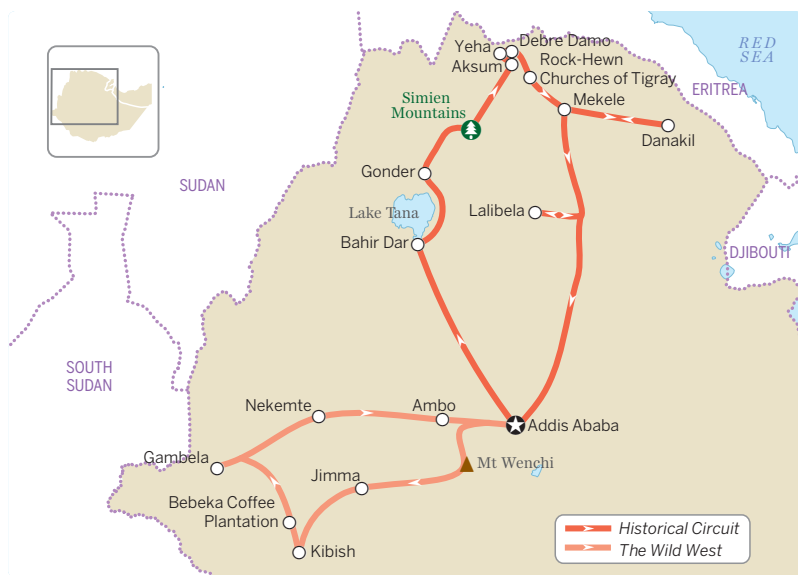 Yeha
Debre Damo
Aksum
Rock-Hewn
Churches of Tigray
RED
SEA
ERITREA
Simien
Mountains
Mekele
Danakil
Gonder
SUDAN
Lake Tana
Lalibela
Bahir Dar
DJIBOUTI
SOUTH
SUDAN
Nekemte
Ambo
Addis Ababa
Gambela
Mt Wenchi
Jimma
Bebeka Coffee
Plantation
Kibish
Historical Circuit
The Wild West